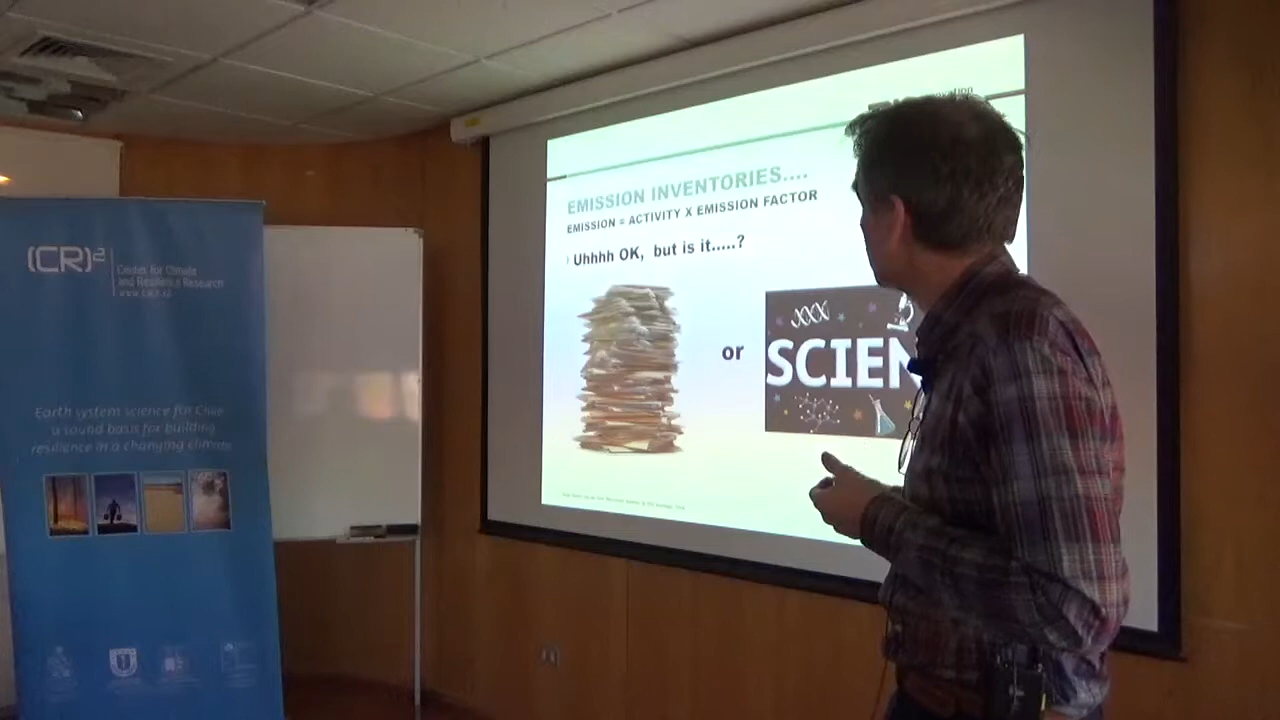 (CR)²
Center for Climate
and Resilience Research
www.cr2.cl
Earth system science for Chile
a sound basis for building
resilience in a changing climate
EMISSION INVENTORIES....
EMISSION = ACTIVITY X EMISSION FACTOR
Uhhhh OK, but is it.....?
or
SCIEN